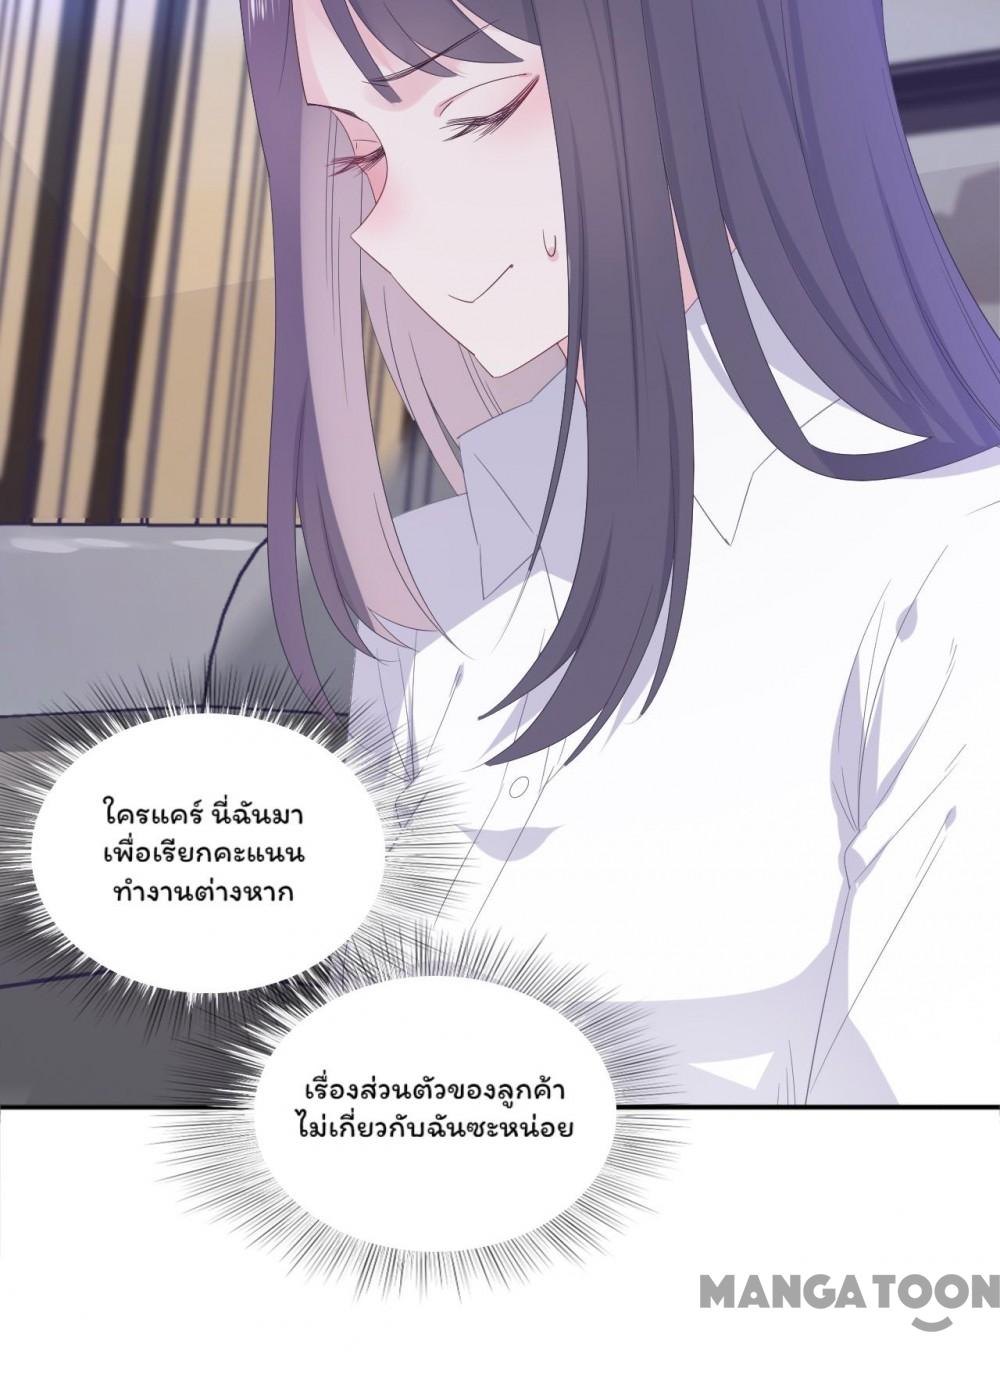 ใครแคร์ นี่ฉันมา
เพื่อเรียกคะแนน
ทำงานต่างหาก
เรื่องส่วนตัวของลูกค้า
ไม่เกี่ยวกับฉันซะหน่อย
MANGATOON